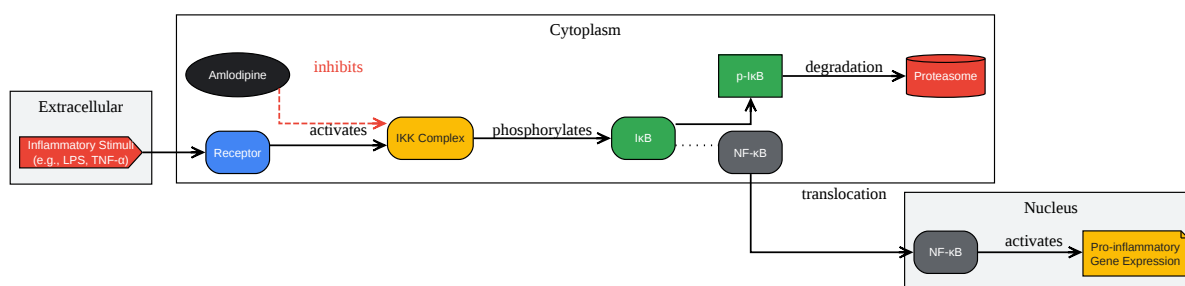 Cytoplasm
Amlodipine
inhibits
p-IκB
degradation
Proteasome
Extracellular
Inflammatory Stimuli
(e.g., LPS, TNF-α)
Receptor
activates
IKK Complex
phosphorylates
IκB
NF-κB
translocation
Nucleus
NF-κB
activates
Pro-inflammatory
Gene Expression